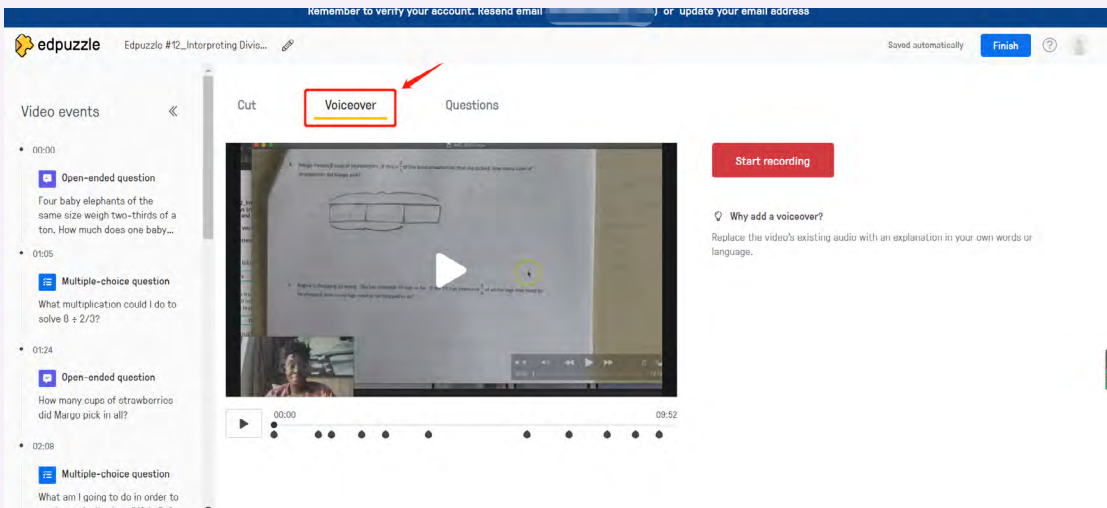 Remember to verify your account. Resend email ) or update your email address
edpuzzle
Edpuzzle #12_Interproting Divis...
Saved automatically
Finish
?
Video events
00:00
Open-ended question
Four baby elephants of the
same size weigh two-thirds of a
ton. How much does one baby...
01:05
Multiple-choice question
What multiplication could I do to
solve 8 ÷ 2/3?
01:24
Open-ended question
How many cups of strawberries
did Margo pick in all?
02:08
Multiple-choice question
What am I going to do in order to
Cut
Voiceover
Questions
00:00
09:52
Start recording
Why add a voiceover?
Replace the video's existing audio with an explanation in your own words or
language.